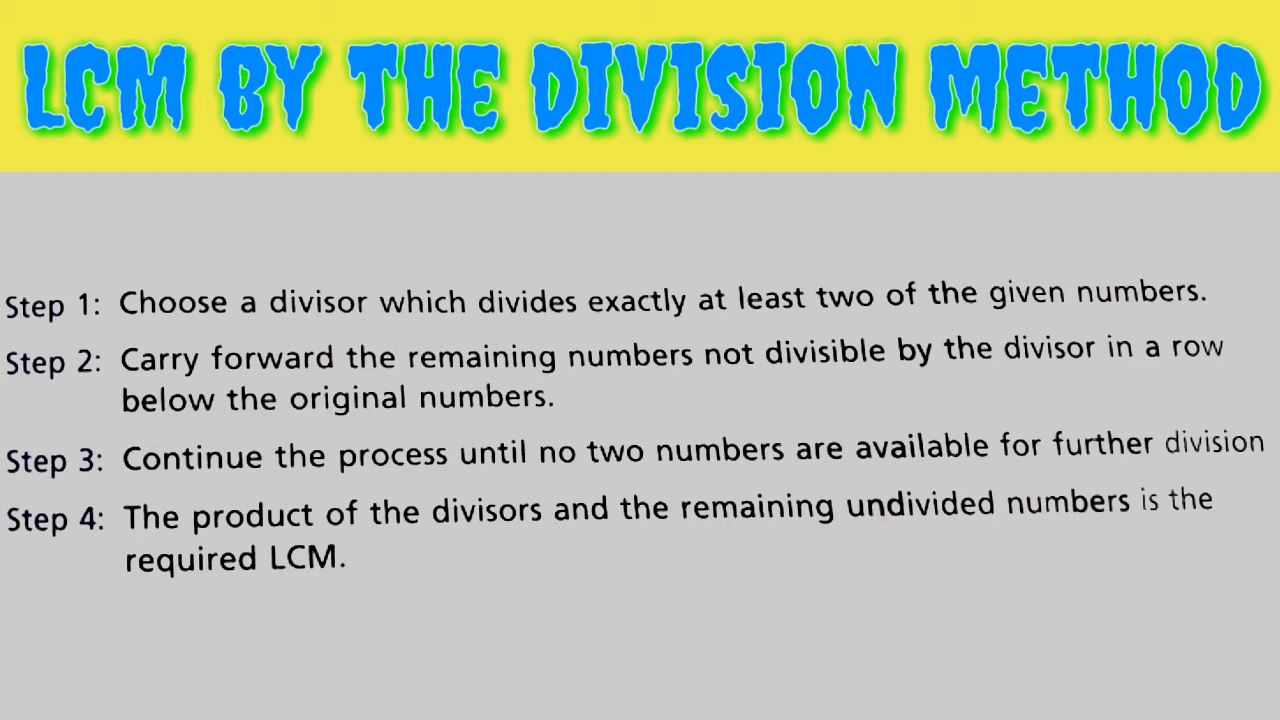 LCM BY THE DIVISION METHOD
Step 1: Choose a divisor which divides exactly at least two of the given numbers.
Step 2: Carry forward the remaining numbers not divisible by the divisor in a row
below the original numbers.
Step 3: Continue the process until no two numbers are available for further division
Step 4: The product of the divisors and the remaining undivided numbers is the
required LCM.